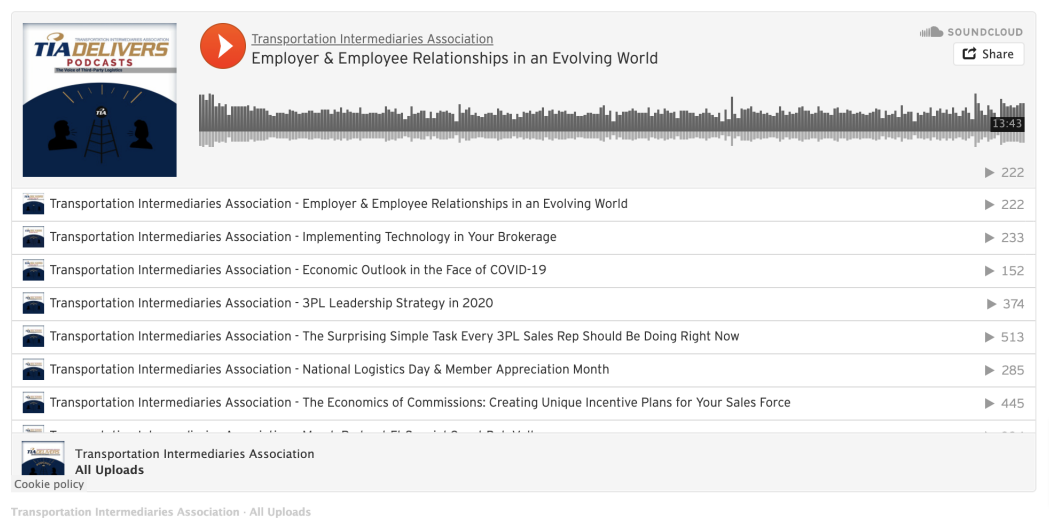 TRANSPORTATION INTERMEDIARIES ASSOCIATION
TIADELIVERS
PODCASTS
The Voice of Third-Party Logistics
TIA
Transportation Intermediaries Association
Employer & Employee Relationships in an Evolving World
SOUNDCLOUD
Share
13:43
222
Transportation Intermediaries Association - Employer & Employee Relationships in an Evolving World 222
Transportation Intermediaries Association - Implementing Technology in Your Brokerage 233
Transportation Intermediaries Association - Economic Outlook in the Face of COVID-19 152
Transportation Intermediaries Association - 3PL Leadership Strategy in 2020 374
Transportation Intermediaries Association - The Surprising Simple Task Every 3PL Sales Rep Should Be Doing Right Now 513
Transportation Intermediaries Association - National Logistics Day & Member Appreciation Month 285
Transportation Intermediaries Association - The Economics of Commissions: Creating Unique Incentive Plans for Your Sales Force 445
Transportation Intermediaries Association
All Uploads
Cookie policy
Transportation Intermediaries Association · All Uploads